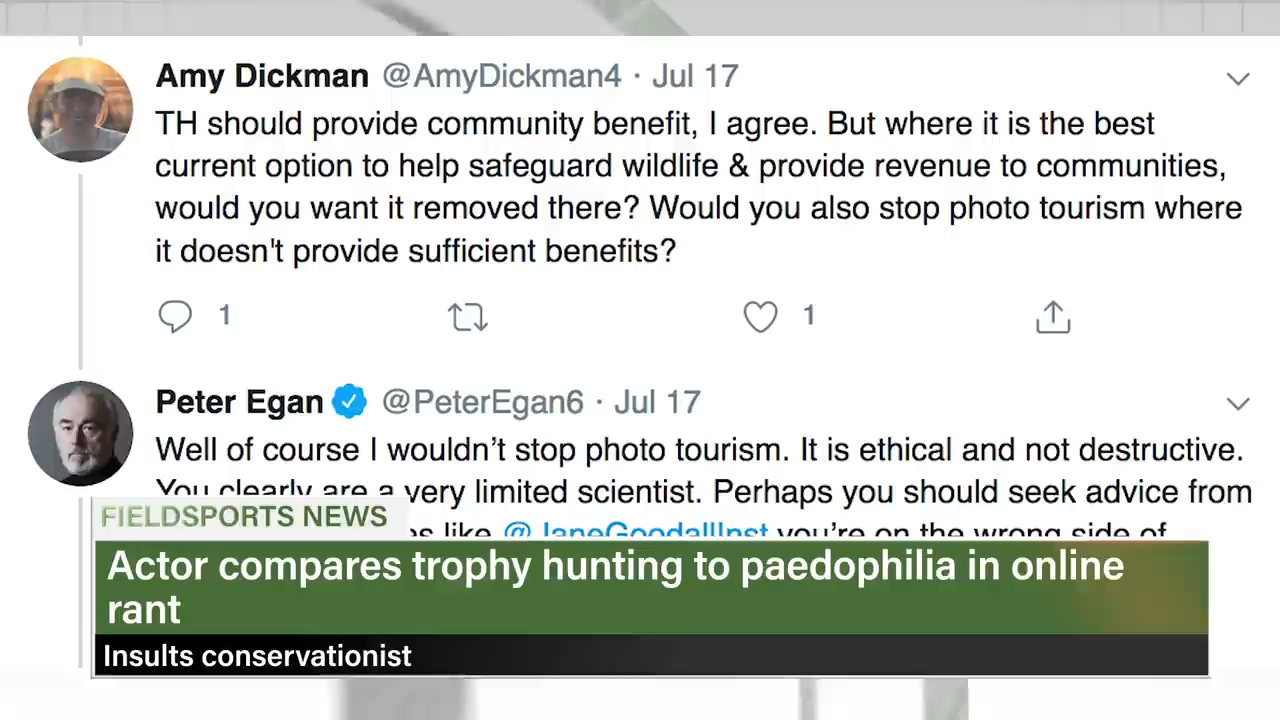 Amy Dickman @AmyDickman4 · Jul 17
TH should provide community benefit, I agree. But where it is the best
current option to help safeguard wildlife & provide revenue to communities,
would you want it removed there? Would you also stop photo tourism where
it doesn't provide sufficient benefits?
1 1
Peter Egan @PeterEgan6 · Jul 17
Well of course I wouldn’t stop photo tourism. It is ethical and not destructive.
You clearly are a very limited scientist. Perhaps you should seek advice from
like @JaneGoodallInst you’re on the wrong side of
FIELDSPORTS NEWS
Actor compares trophy hunting to paedophilia in online
rant
Insults conservationist